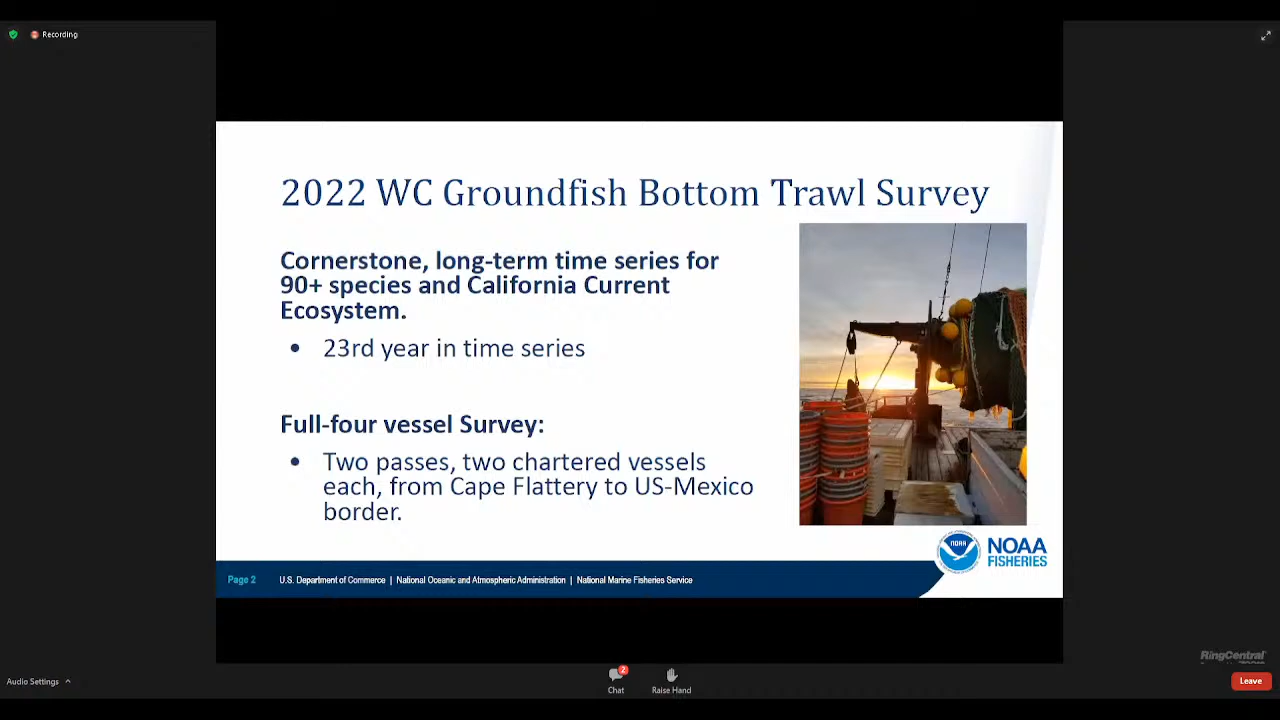 Recording
2022 WC Groundfish Bottom Trawl Survey
Cornerstone, long-term time series for
90+ species and California Current
Ecosystem.
• 23rd year in time series
Full-four vessel Survey:
• Two passes, two chartered vessels
each, from Cape Flattery to US-Mexico
border.
NOAA
NOAA
FISHERIES
Page 2
U.S. Department of Commerce | National Oceanic and Atmospheric Administration | National Marine Fisheries Service
RingCentral
Audio Settings
2
Chat
Raise Hand
Leave